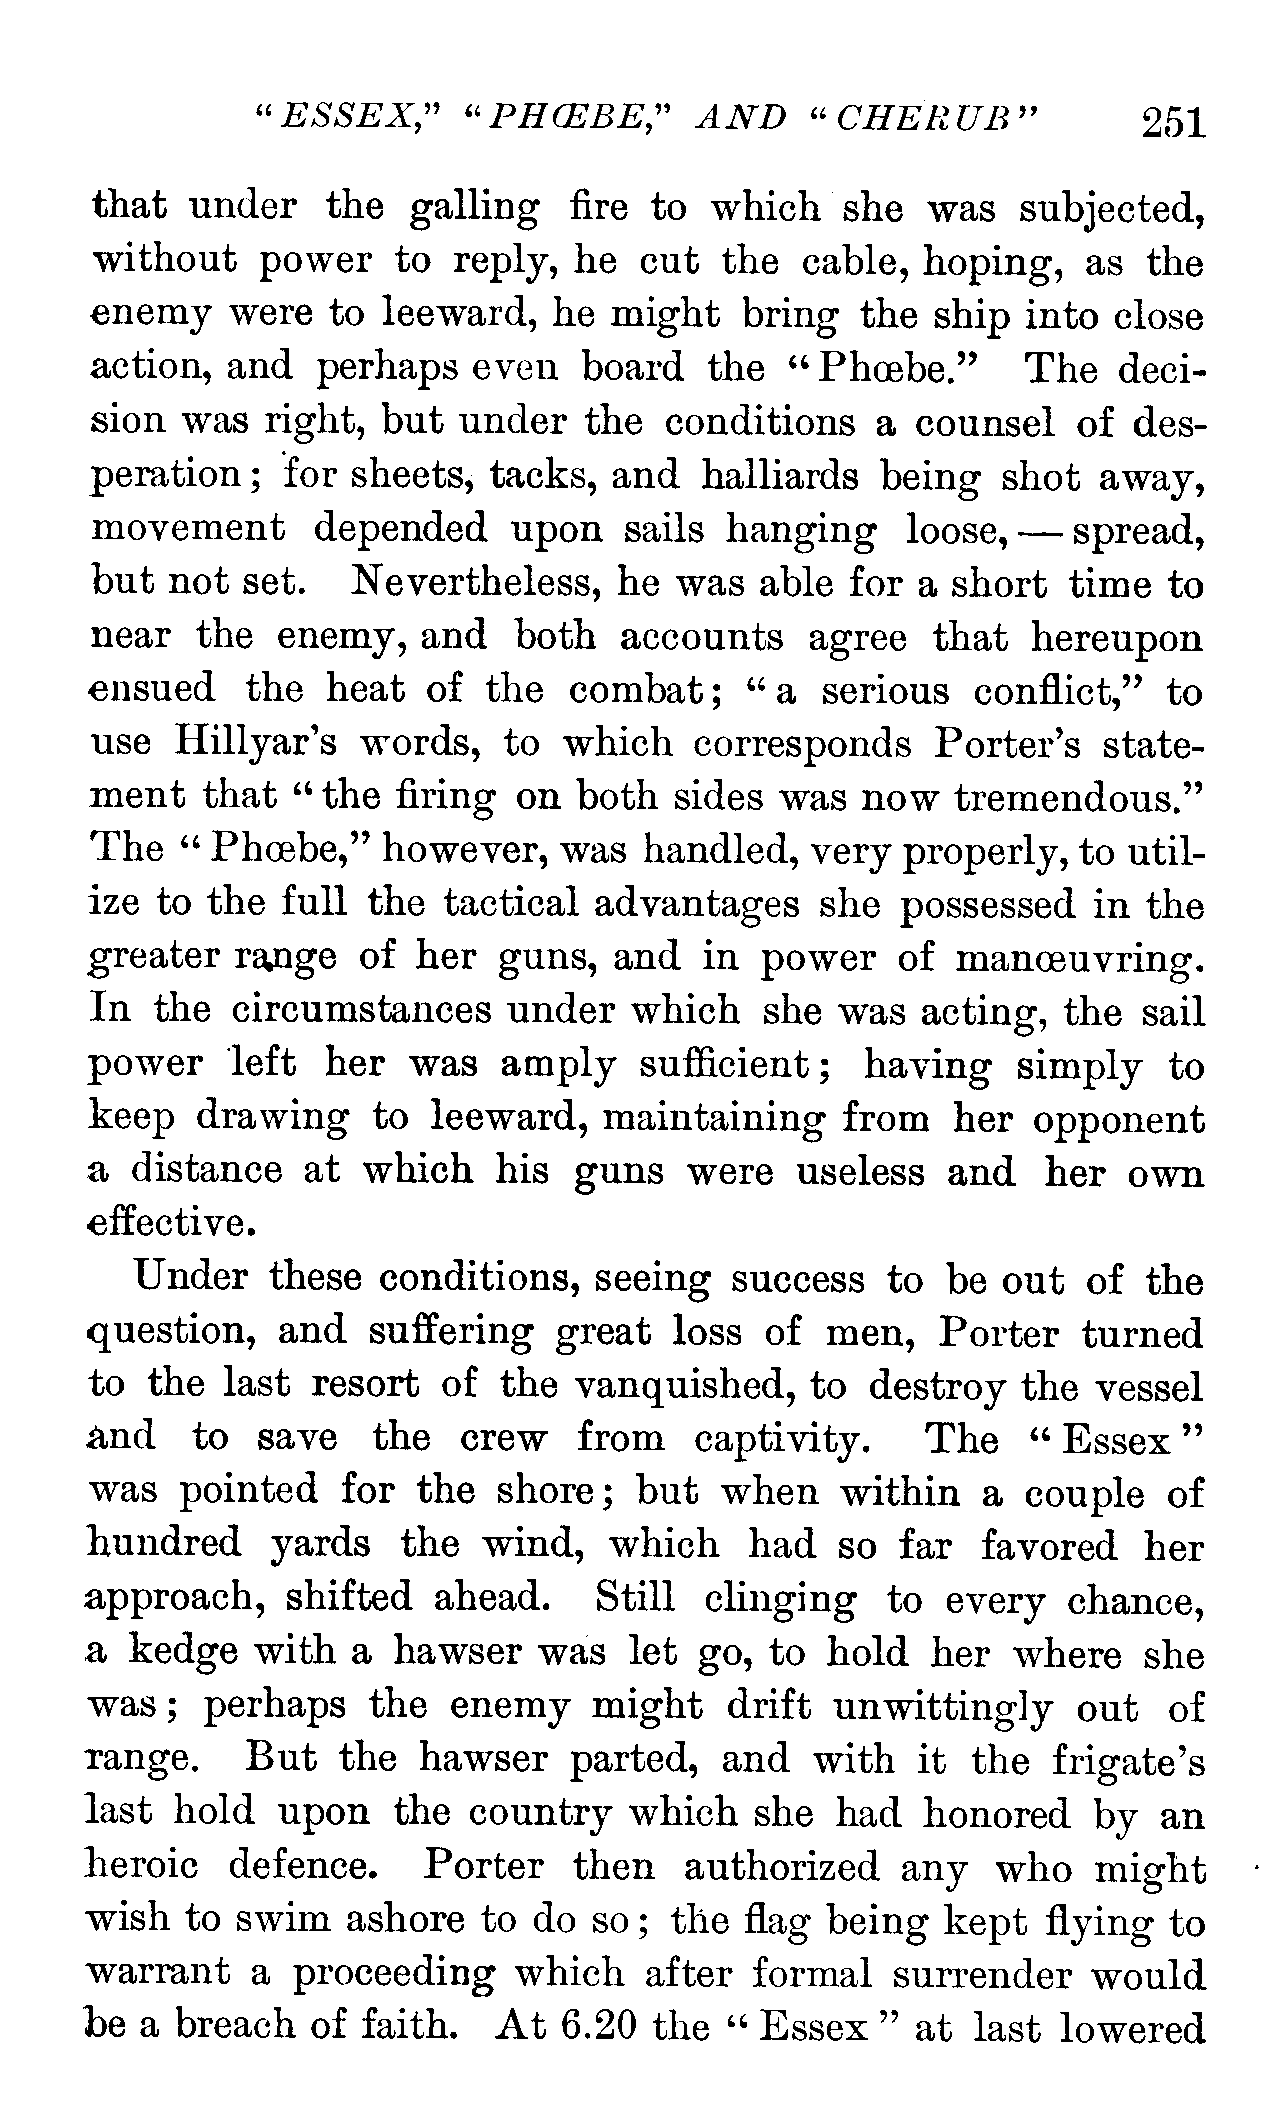 "ESSEX," "PHŒBE," AND "CHERUB" 251
that under the galling fire to which she was subjected,
without power to reply, he cut the cable, hoping, as the
enemy were to leeward, he might bring the ship into close
action, and perhaps even board the "Phœbe." The deci-
sion was right, but under the conditions a counsel of des-
peration; for sheets, tacks, and halliards being shot away,
movement depended upon sails hanging loose, — spread,
but not set. Nevertheless, he was able for a short time to
near the enemy, and both accounts agree that hereupon
ensued the heat of the combat; "a serious conflict," to
use Hillyar's words, to which corresponds Porter's state-
ment that "the firing on both sides was now tremendous."
The "Phœbe," however, was handled, very properly, to util-
ize to the full the tactical advantages she possessed in the
greater range of her guns, and in power of manœuvring.
In the circumstances under which she was acting, the sail
power left her was amply sufficient; having simply to
keep drawing to leeward, maintaining from her opponent
a distance at which his guns were useless and her own
effective.
Under these conditions, seeing success to be out of the
question, and suffering great loss of men, Porter turned
to the last resort of the vanquished, to destroy the vessel
and to save the crew from captivity. The "Essex"
was pointed for the shore; but when within a couple of
hundred yards the wind, which had so far favored her
approach, shifted ahead. Still clinging to every chance,
a kedge with a hawser was let go, to hold her where she
was; perhaps the enemy might drift unwittingly out of
range. But the hawser parted, and with it the frigate's
last hold upon the country which she had honored by an
heroic defence. Porter then authorized any who might
wish to swim ashore to do so; the flag being kept flying to
warrant a proceeding which after formal surrender would
be a breach of faith. At 6.20 the "Essex" at last lowered